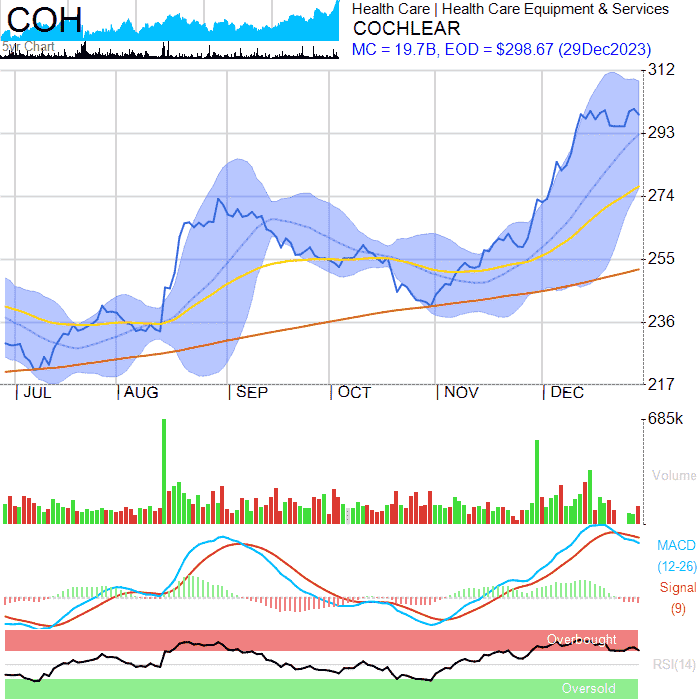 COH
5yr Chart
Health Care | Health Care Equipment & Services
COCHLEAR
MC = 19.7B, EOD = $298.67 (29Dec2023)
312
293
274
255
236
217
JUL AUG SEP OCT NOV DEC
685k
Volume
MACD
(12-26)
Signal
(9)
Overbought
RSI(14)
Oversold